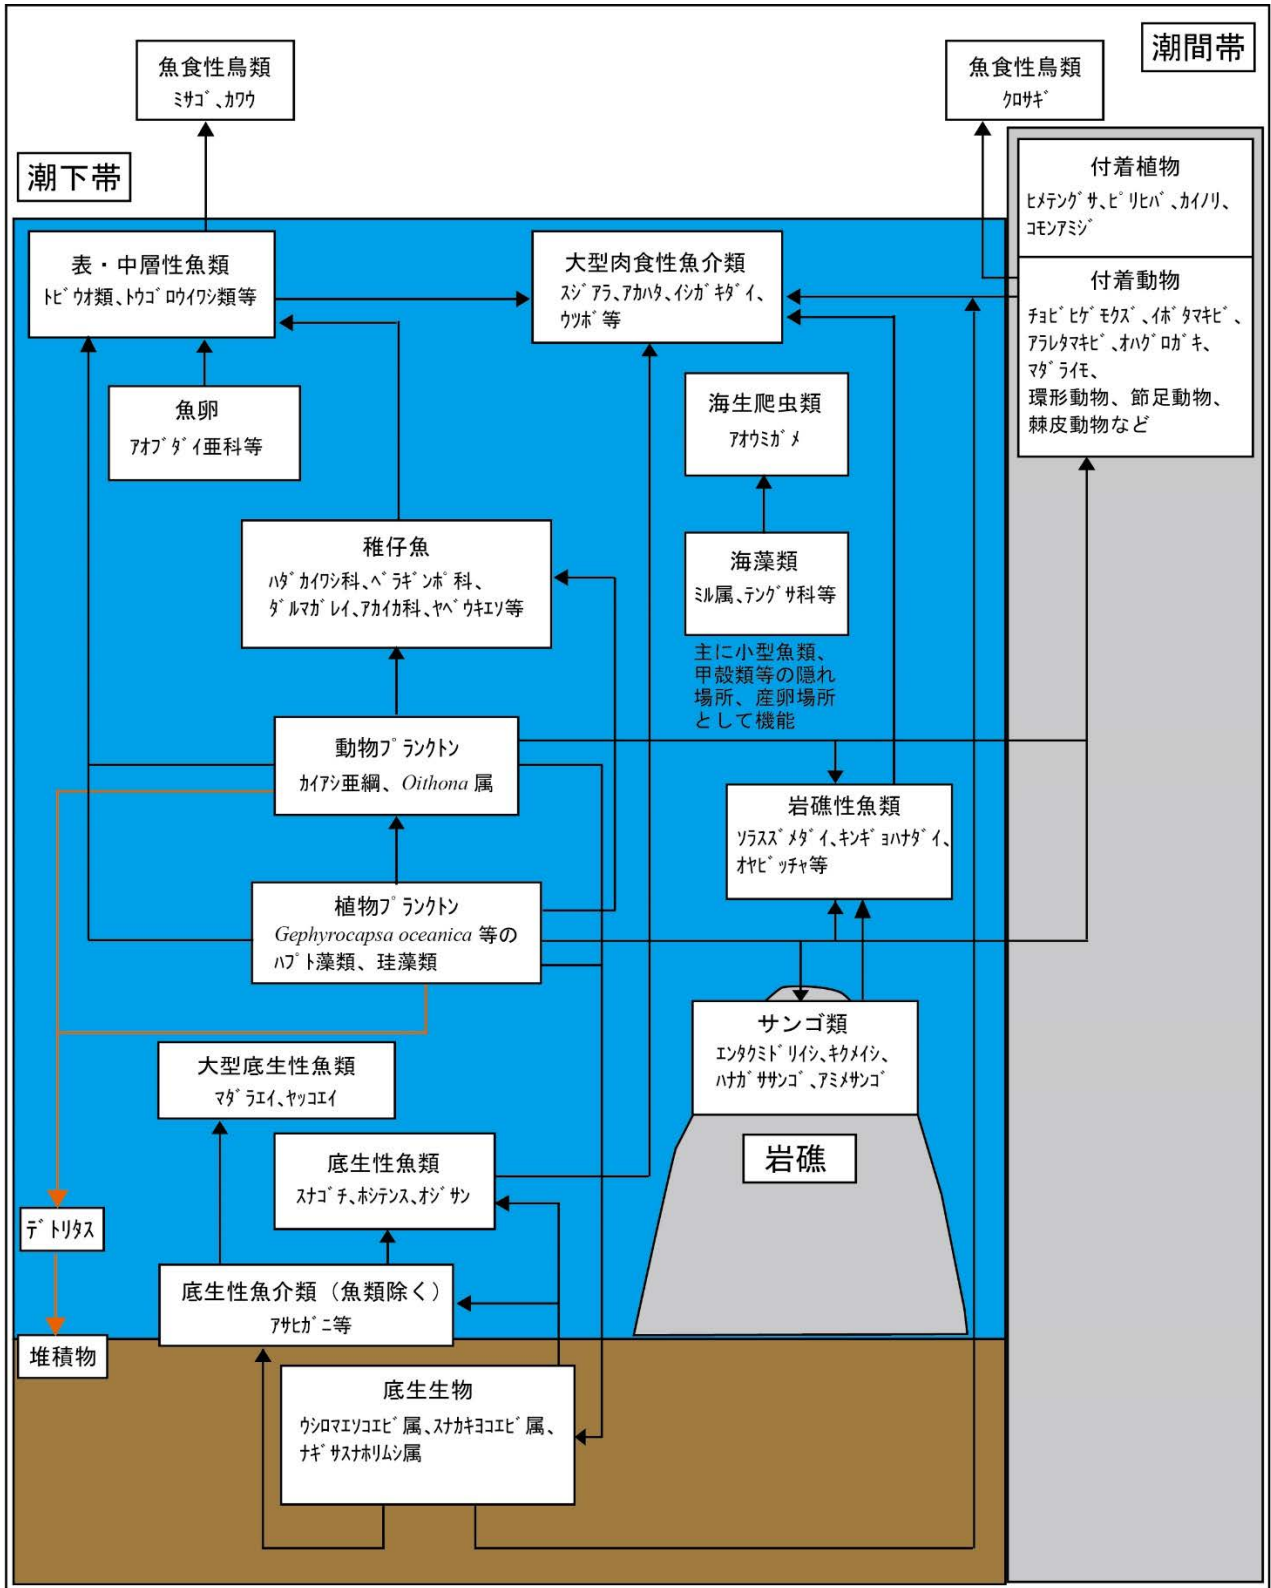 魚食性鳥類
ﾐｻｺﾞ、ｶﾜｳ
魚食性鳥類
ｸﾛｻｷﾞ
潮間帯
潮下帯
付着植物
ﾋﾒﾃﾝｸﾞｻ、ﾋﾟﾘﾋﾊﾞ、ｶｲﾉﾘ、
ｺﾓﾝｱﾐｼﾞ
付着動物
ﾁｮﾋﾞﾋｹﾞﾓｸｽﾞ、ｲﾎﾞﾀﾏｷﾋﾞ、
ｱﾗﾚﾀﾏｷﾋﾞ、ｵﾊｸﾞﾛｶﾞｷ、
ﾏﾀﾞﾗｲﾓ、
環形動物、節足動物、
棘皮動物など
表・中層性魚類
ﾄﾋﾞｳｵ類、ﾄｳｺﾞﾛｳｲﾜｼ類等
大型肉食性魚介類
ｽｼﾞｱﾗ、ｱｶﾊﾀ、ｲｼｶﾞｷﾀﾞｲ、
ｳﾂﾎﾞ等
魚卵
ｱｵﾌﾞﾀﾞｲ亜科等
海生爬虫類
ｱｵｳﾐｶﾞﾒ
稚仔魚
ﾊﾀﾞｶｲﾜｼ科、ﾍﾞﾗｷﾞﾝﾎﾟ科、
ﾀﾞﾙﾏｶﾞﾚｲ、ｱｶｲｶ科、ﾔﾍﾞｳｷｴｿ等
海藻類
ﾐﾙ属、ﾃﾝｸﾞｻ科等
主に小型魚類、
甲殻類等の隠れ
場所、産卵場所
として機能
動物ﾌﾟﾗﾝｸﾄﾝ
ｶｲｱｼ亜綱、Oithona 属
岩礁性魚類
ｿﾗｽｽﾞﾒﾀﾞｲ、ｷﾝｷﾞｮﾊﾅﾀﾞｲ、
ｵﾔﾋﾞｯﾁｬ等
植物ﾌﾟﾗﾝｸﾄﾝ
Gephyrocapsa oceanica 等の
ﾊﾌﾟﾄ藻類、珪藻類
サンゴ類
ｴﾝﾀｸﾐﾄﾞﾘｲｼ、ｷｸﾒｲｼ、
ﾊﾅｶﾞｻｻﾝｺﾞ、ｱﾐﾒｻﾝｺﾞ
大型底生性魚類
ﾏﾀﾞﾗｴｲ、ﾔｯｺｴｲ
岩礁
底生性魚類
ｽﾅｺﾞﾁ、ﾎｼﾃﾝｽ、ｵｼﾞｻﾝ
ﾃﾞﾄﾘﾀｽ
底生性魚介類（魚類除く）
ｱｻﾋｶﾞﾆ等
堆積物
底生生物
ｳｼﾛﾏｴｿｺｴﾋﾞ属、ｽﾅｶｷﾖｺｴﾋﾞ属、
ﾅｷﾞｻｽﾅﾎﾘﾑｼ属